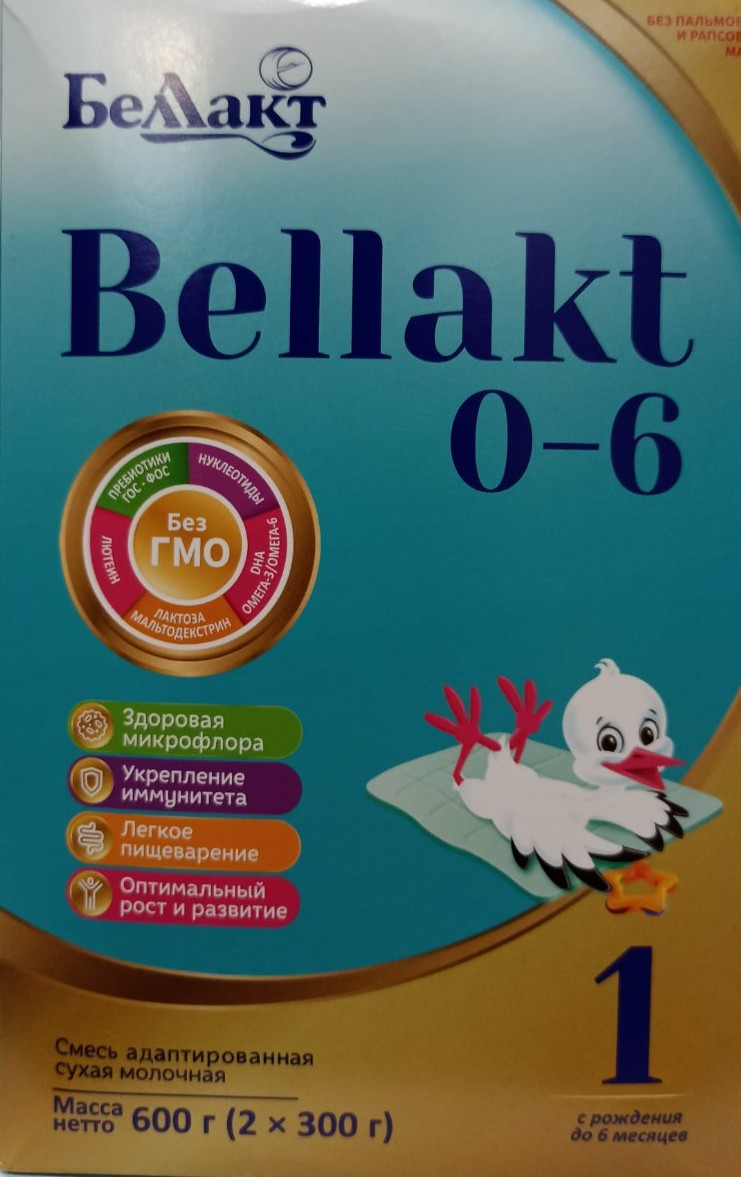 БЕЗ
И
Беллакт
Bellakt
0–6
ПРЕБИОТИКИ
ГОС - ФОС
НУКЛЕОТИДЫ
DHA
ОМЕГА-3/ОМЕГА-6
ЛАКТОЗА
МАЛЬТОДЕКСТРИН
ЛЮТЕИН
Без
ГМО
Здоровая
микрофлора
Укрепление
иммунитета
Легкое
пищеварение
Оптимальный
рост и развитие
1
с рождения
до 6 месяцев
Смесь адаптированная
сухая молочная
Масса
нетто 600 г (2 × 300 г)